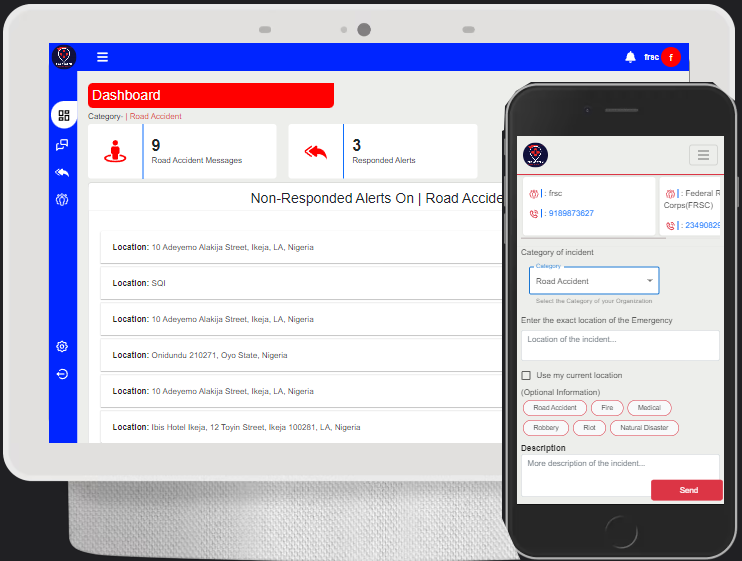 frsc f
Dashboard
Category- | Road Accident
9
Road Accident Messages
3
Responded Alerts
Non-Responded Alerts On | Road Accide
Location: 10 Adeyemo Alakija Street, Ikeja, LA, Nigeria
Location: SQI
Location: 10 Adeyemo Alakija Street, Ikeja, LA, Nigeria
Location: Onidundu 210271, Oyo State, Nigeria
Location: 10 Adeyemo Alakija Street, Ikeja, LA, Nigeria
Location: Ibis Hotel Ikeja, 12 Toyin Street, Ikeja 100281, LA, Nigeria
| : frsc
| : 9189873627
| : Federal R
Corps(FRSC)
| : 23490829
Category of incident
Category
Road Accident
Select the Category of your Organization
Enter the exact location of the Emergency
Location of the incident...
Use my current location
(Optional Information)
Road Accident Fire Medical
Robbery Riot Natural Disaster
Description
More description of the incident...
Send